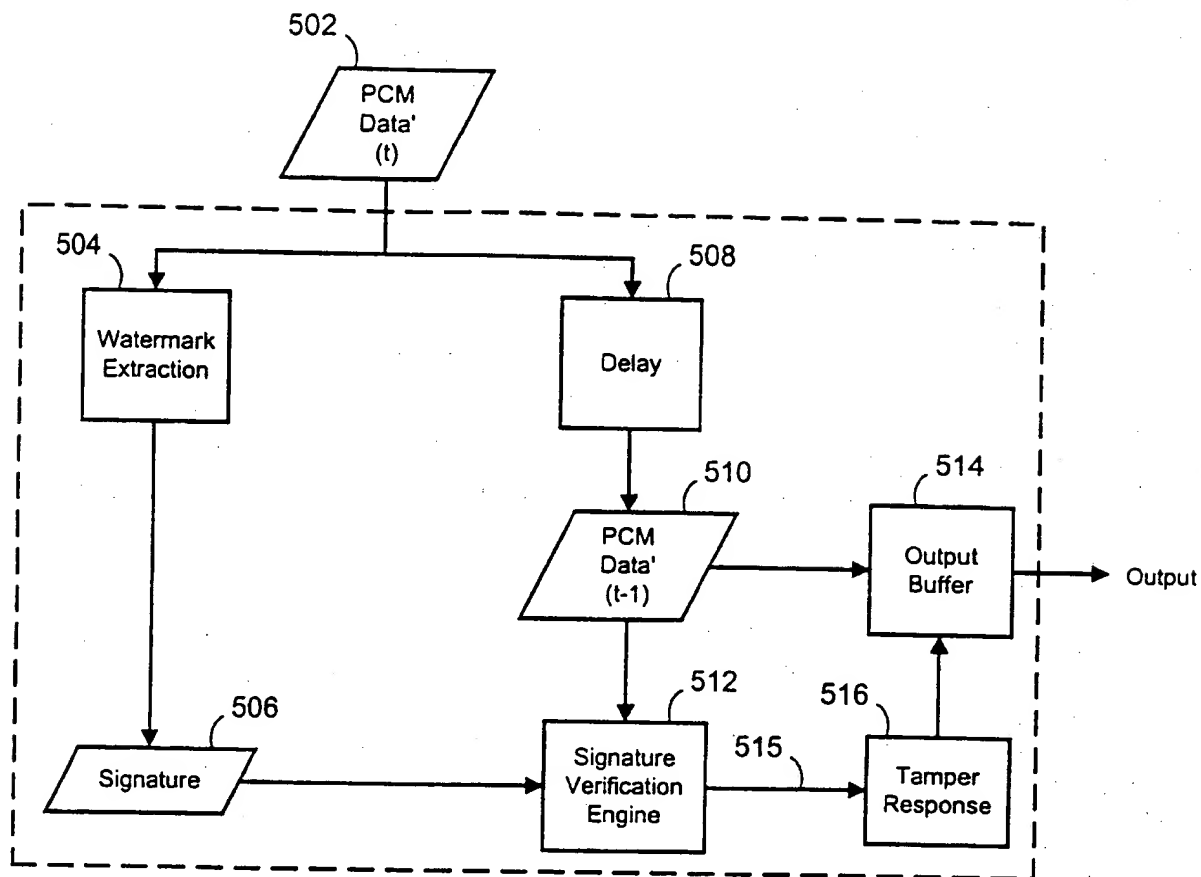 502
PCM
Data'
(t)
504
508
Watermark
Extraction
Delay
510
514
PCM
Data'
(t-1)
Output
Buffer
Output
506
512
516
515
Signature
Signature
Verification
Engine
Tamper
Response